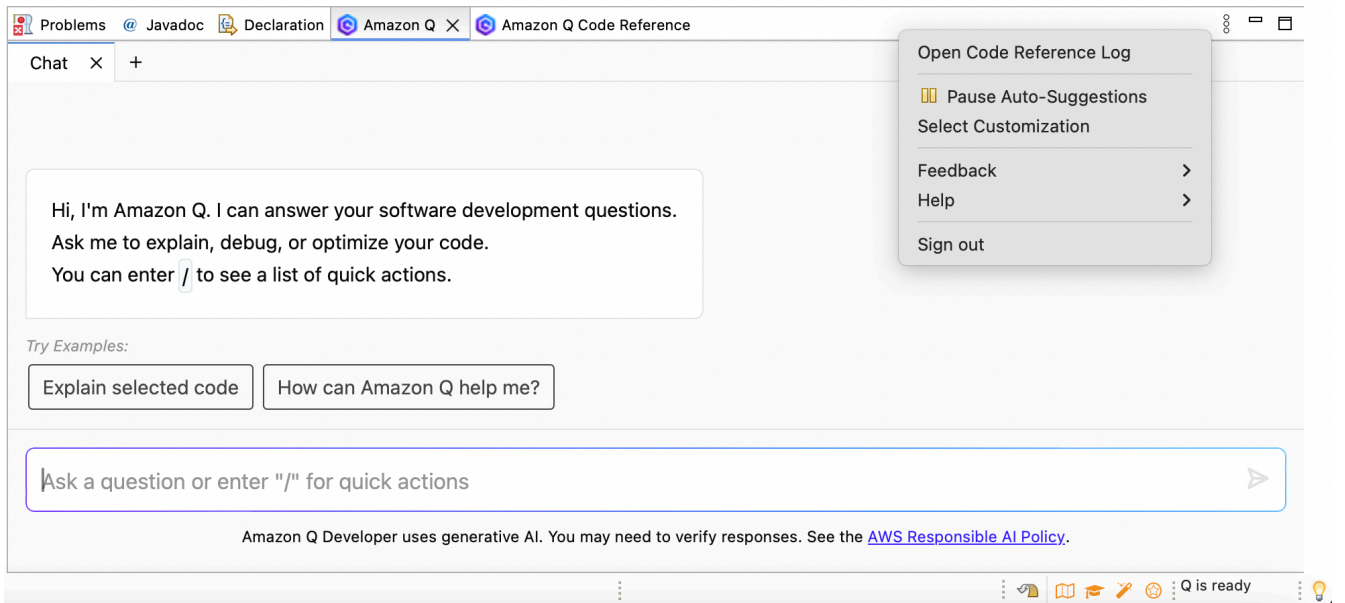 Problems @ Javadoc Declaration Amazon Q Amazon Q Code Reference
Chat
Open Code Reference Log
Pause Auto-Suggestions
Select Customization
Feedback
Help
Sign out
Hi, I'm Amazon Q. I can answer your software development questions.
Ask me to explain, debug, or optimize your code.
You can enter / to see a list of quick actions.
Try Examples:
Explain selected code How can Amazon Q help me?
Ask a question or enter "/" for quick actions
Amazon Q Developer uses generative AI. You may need to verify responses. See the AWS Responsible AI Policy.
Q is ready